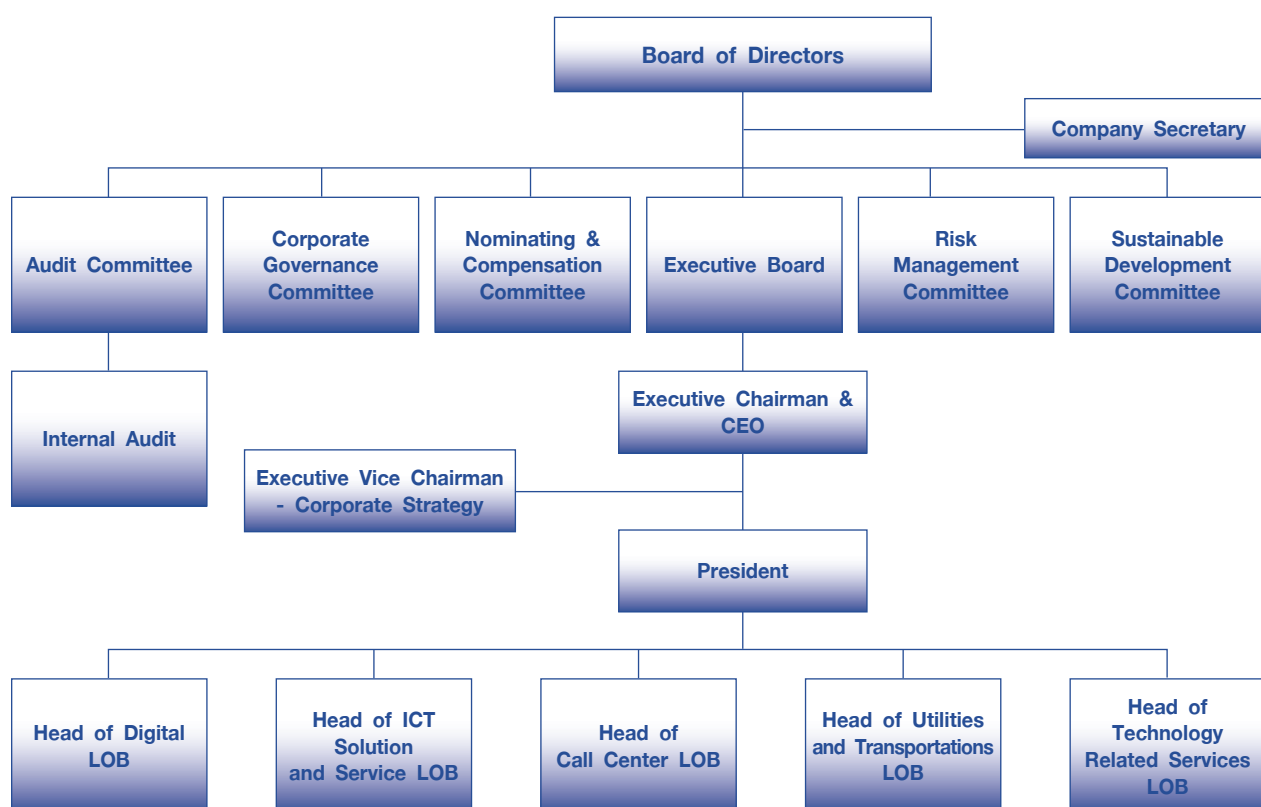 Board of Directors
Company Secretary
Audit Committee
Corporate
Governance
Committee
Nominating &
Compensation
Committee
Executive Board
Risk
Management
Committee
Sustainable
Development
Committee
Internal Audit
Executive Chairman &
CEO
Executive Vice Chairman
- Corporate Strategy
President
Head of Digital
LOB
Head of ICT
Solution
and Service LOB
Head of
Call Center LOB
Head of Utilities
and Transportations
LOB
Head of
Technology
Related Services
LOB